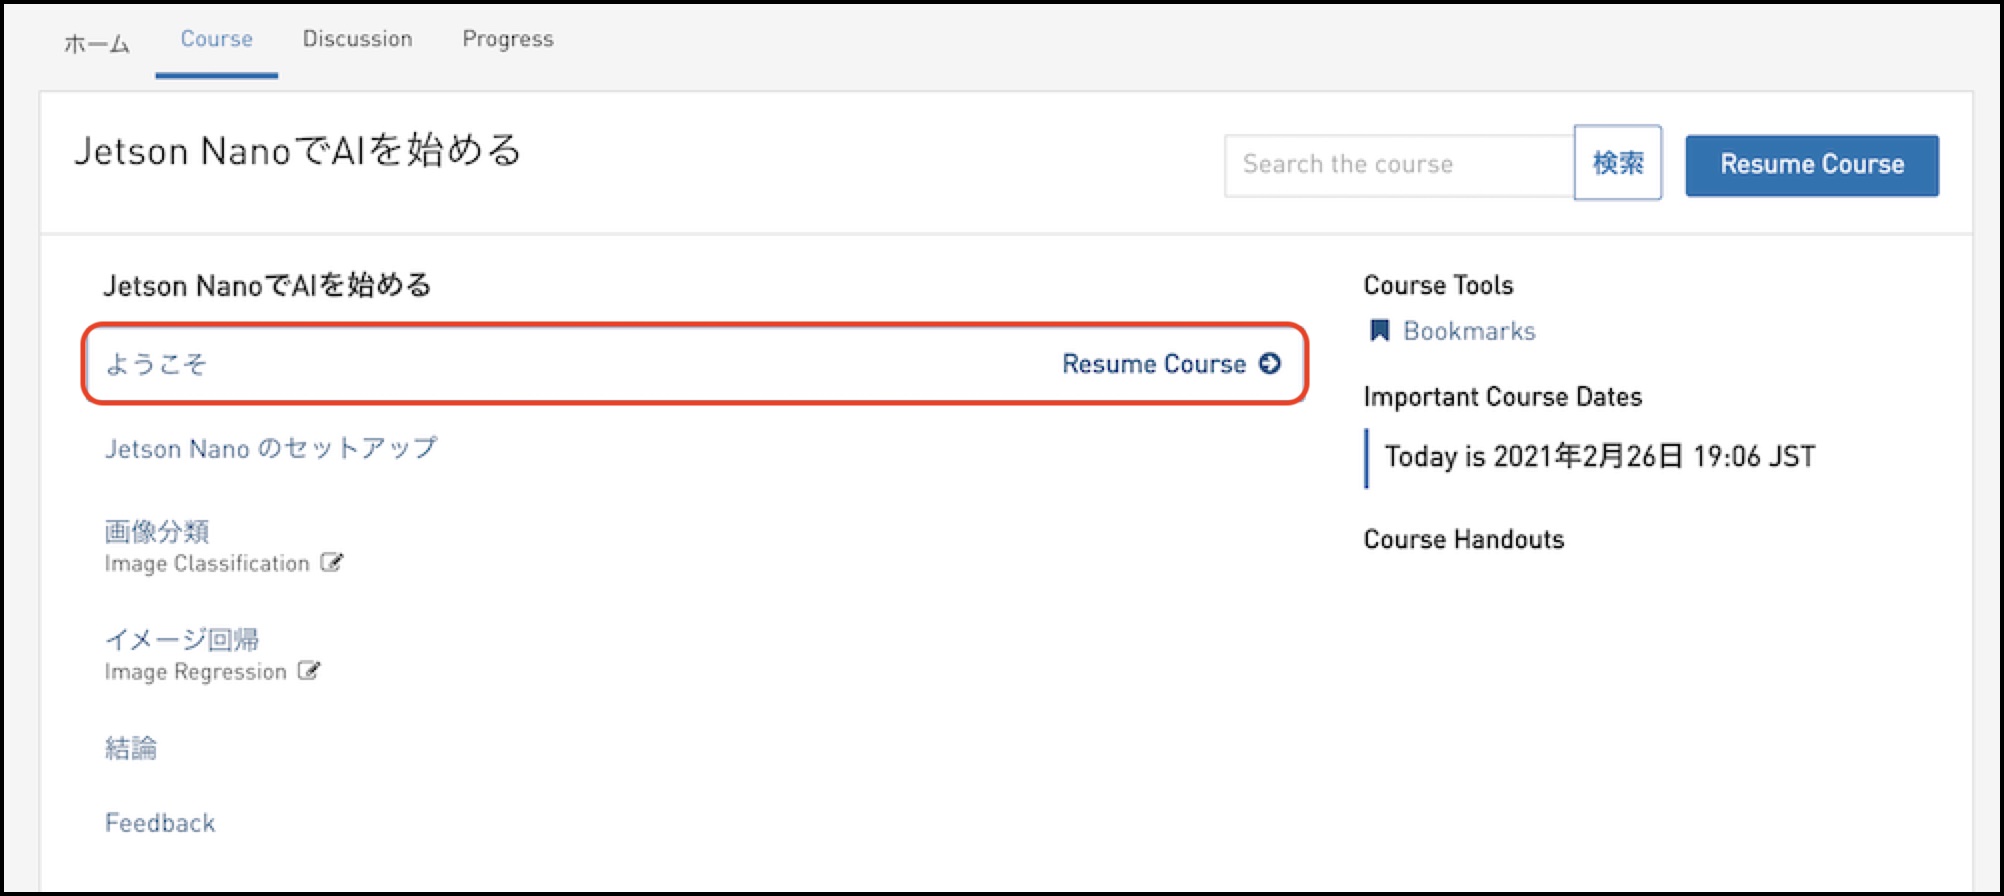 ホーム Course Discussion Progress
Jetson NanoでAIを始める
Search the course 検索 Resume Course
Jetson NanoでAIを始める
ようこそ Resume Course
Jetson Nano のセットアップ
画像分類
Image Classification
イメージ回帰
Image Regression
結論
Feedback
Course Tools
Bookmarks
Important Course Dates
Today is 2021年2月26日 19:06 JST
Course Handouts